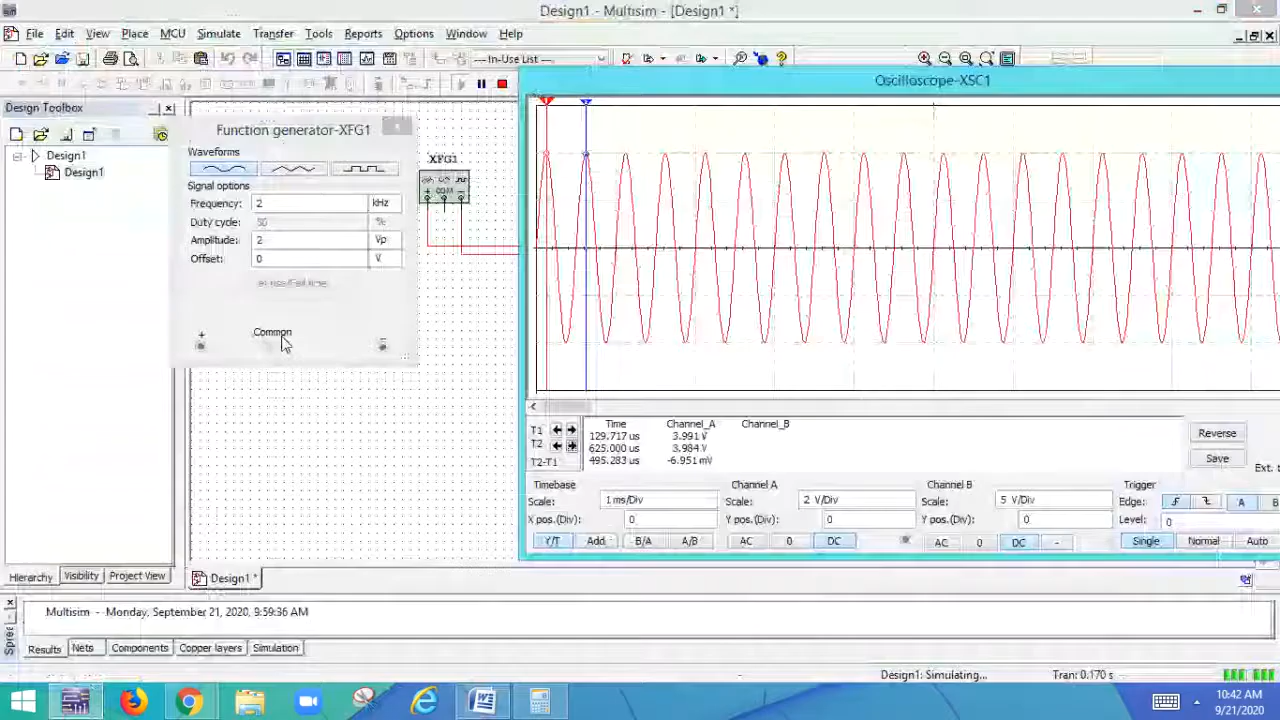 Design1 - Multisim - [Design1 *]
File Edit View Place MCU Simulate Transfer Tools Reports Options Window Help
--- In-Use List ---
Oscilloscope-XSC1
Design Toolbox
Design1
Design1
Function generator-XFG1
Waveforms
Signal options
Frequency: 2 kHz
Duty cycle: 50 %
Amplitude: 2 Vp
Offset: 0 V
+ Common -
XFG1
+ COM -
1 2
Time Channel_A Channel_B
T1 129.717 us 3.991 V
T2 625.000 us 3.984 V
T2-T1 495.283 us -6.951 mV
Reverse
Save
Ext. t
Timebase
Scale: 1 ms/Div
X pos.(Div): 0
Y/T Add B/A A/B
Channel A
Scale: 2 V/Div
Y pos.(Div): 0
AC 0 DC
Channel B
Scale: 5 V/Div
Y pos.(Div): 0
AC 0 DC -
Trigger
Edge: A B
Level: 0
Single Normal Auto
Hierarchy Visibility Project View
Design1 *
Multisim - Monday, September 21, 2020, 9:59:36 AM
Spre
Results Nets Components Copper layers Simulation
Design1: Simulating... Tran: 0.170 s
10:42 AM
9/21/2020